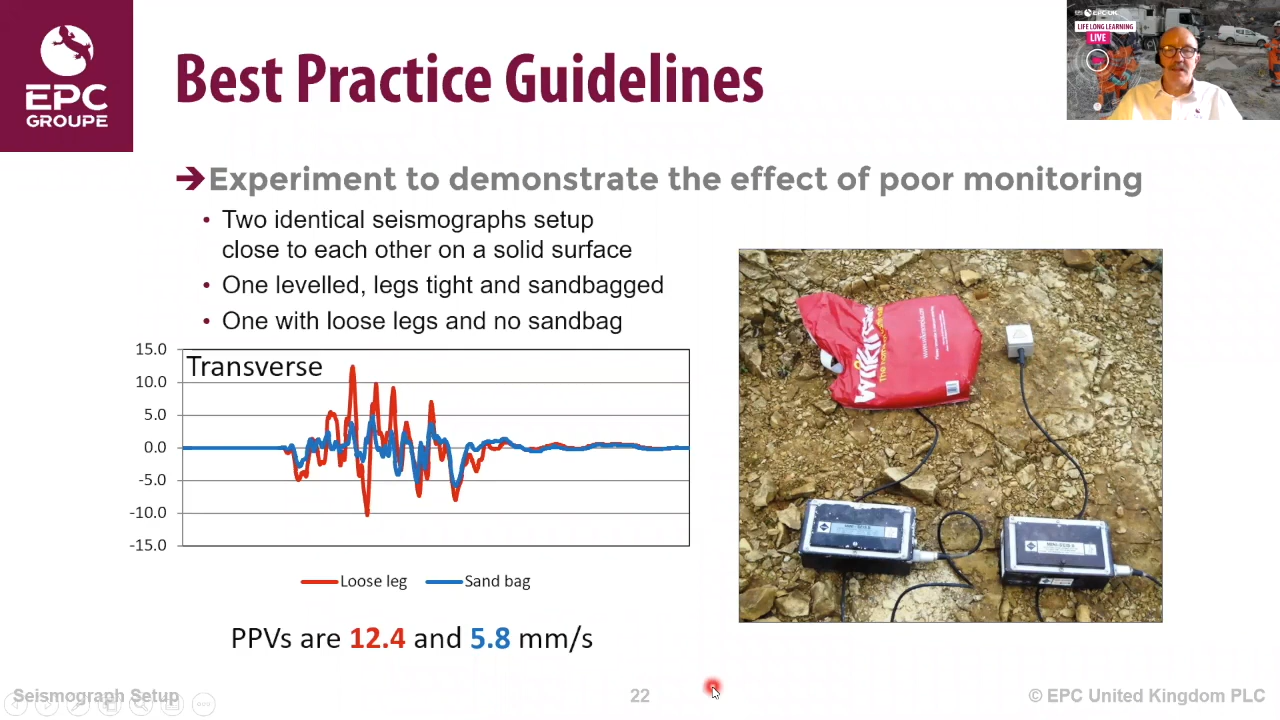 EPC
GROUPE
Best Practice Guidelines
EPC-UK
LIFE LONG LEARNING
LIVE
Experiment to demonstrate the effect of poor monitoring
• Two identical seismographs setup
close to each other on a solid surface
• One levelled, legs tight and sandbagged
• One with loose legs and no sandbag
Transverse
15.0
10.0
5.0
0.0
-5.0
-10.0
-15.0
Loose leg
Sand bag
PPVs are 12.4 and 5.8 mm/s
Seismograph Setup
22
© EPC United Kingdom PLC